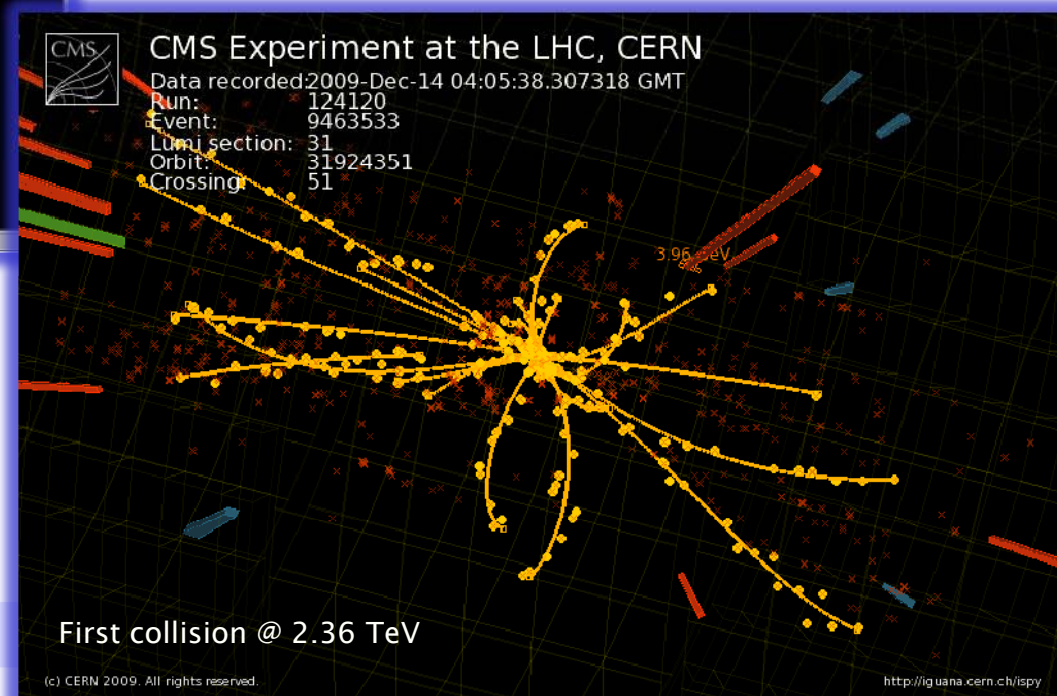 CMS
CMS Experiment at the LHC, CERN
Data recorded:2009-Dec-14 04:05:38.307318 GMT
Run: 124120
Event: 9463533
Lumi section: 31
Orbit: 31924351
Crossing: 51
3.96
First collision @ 2.36 TeV
(c) CERN 2009. All rights reserved.
http://iguana.cern.ch/ispy